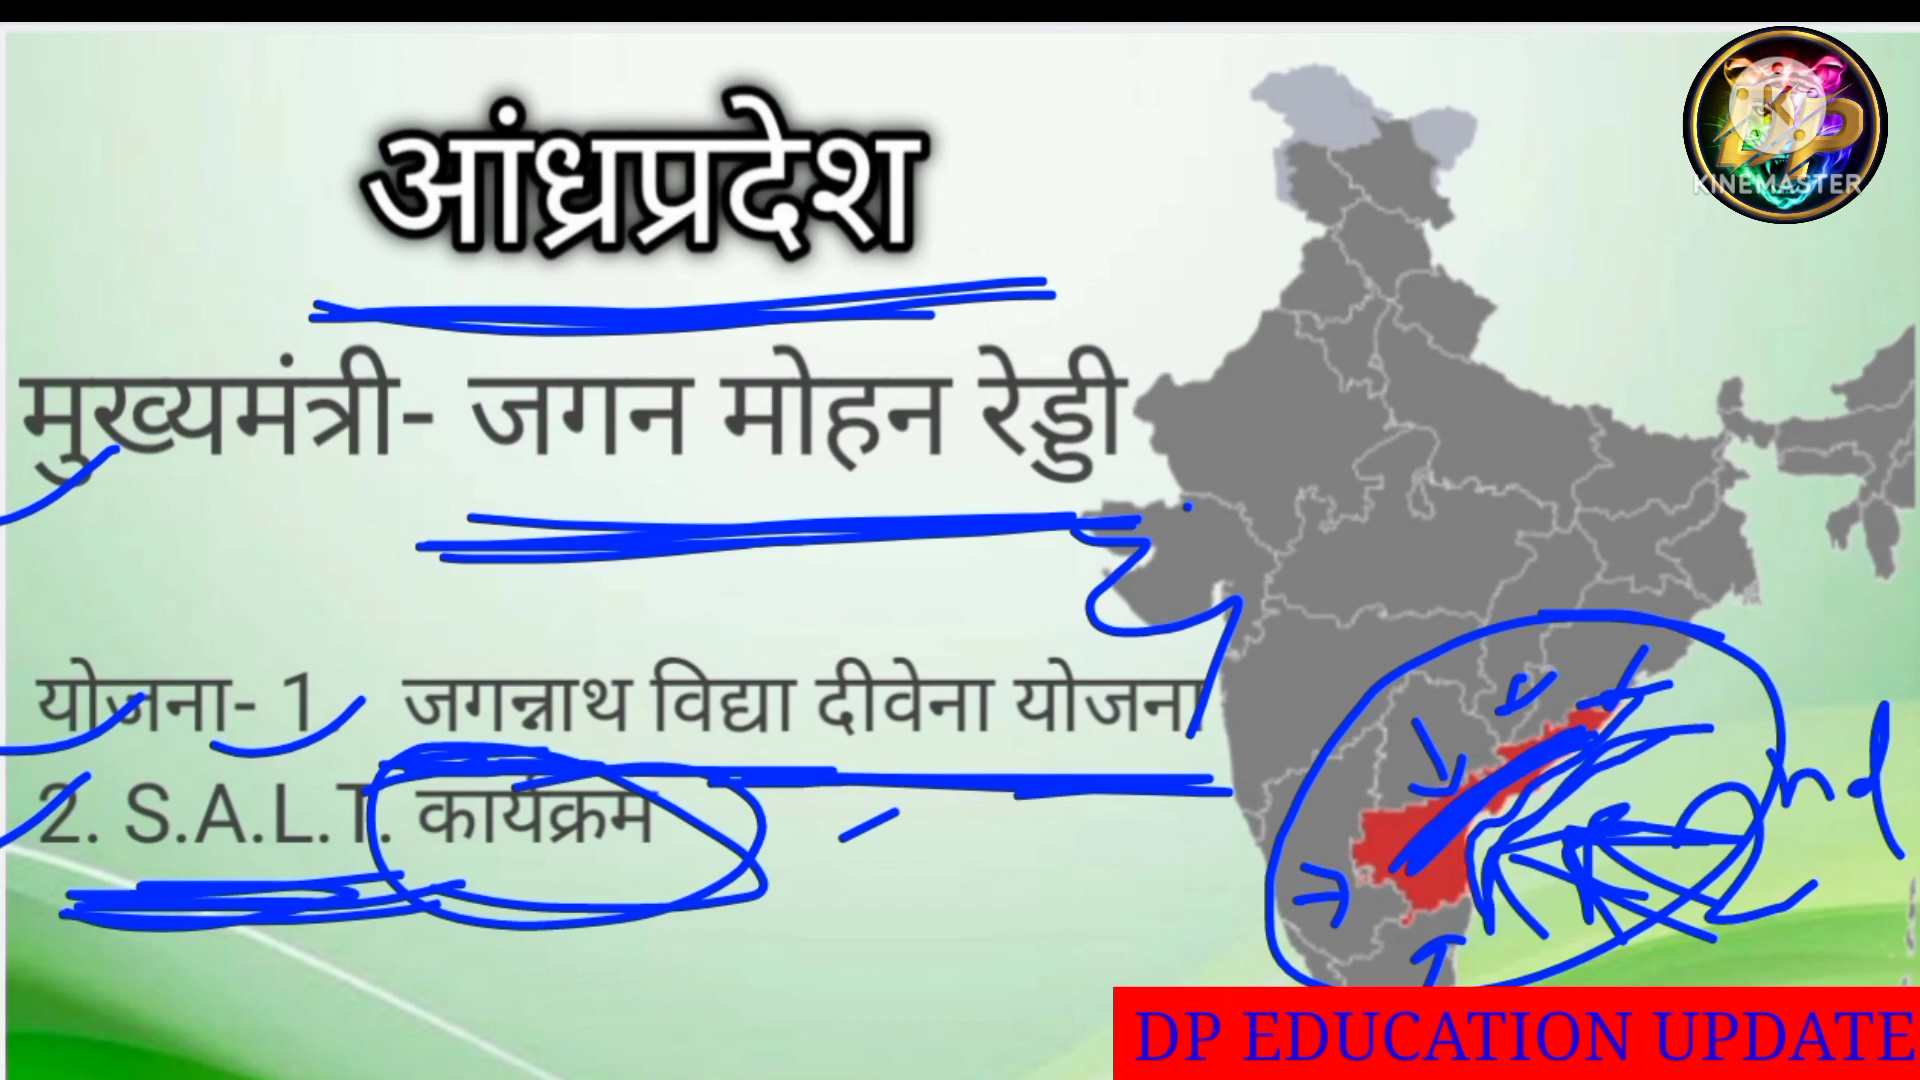 आंध्रप्रदेश
मुख्यमंत्री- जगन मोहन रेड्डी
योजना- 1 जगन्नाथ विद्या दीवेना योजना
2. S.A.L.T. कार्यक्रम
KINEMASTER
DP EDUCATION UPDATE